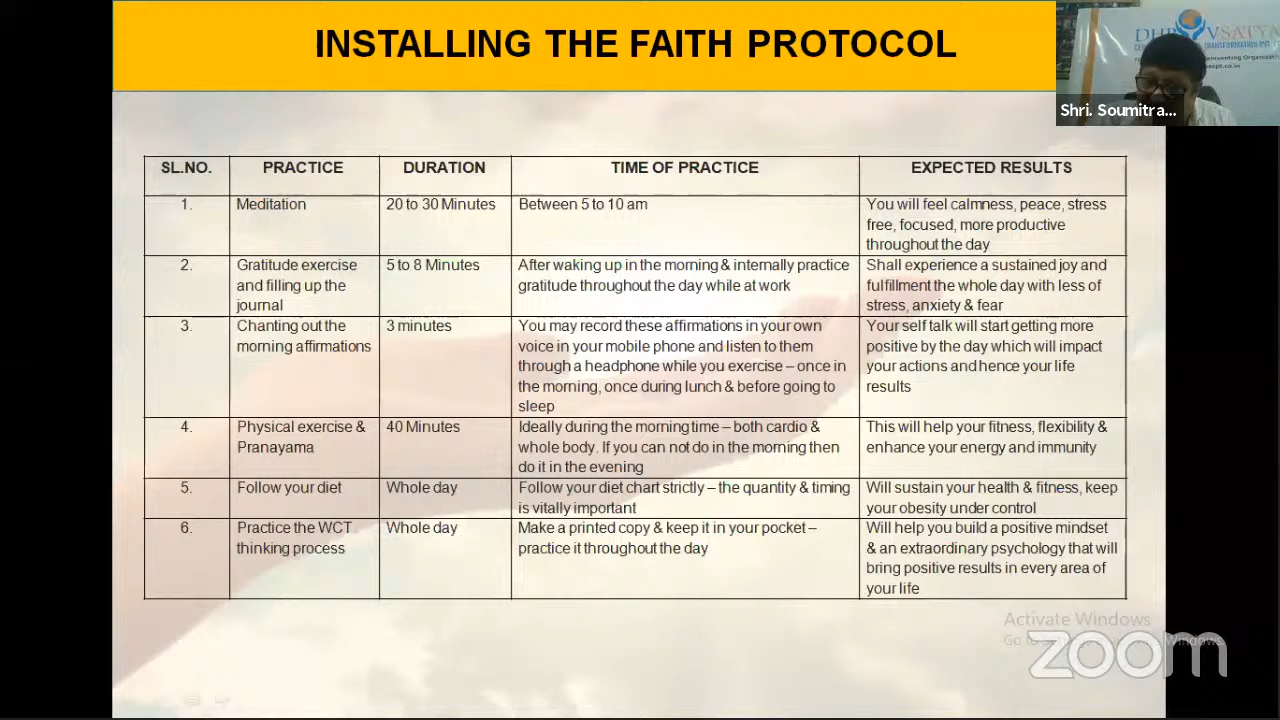 INSTALLING THE FAITH PROTOCOL
Shri. Soumitra...
SL.NO. PRACTICE DURATION TIME OF PRACTICE EXPECTED RESULTS
1. Meditation 20 to 30 Minutes Between 5 to 10 am You will feel calmness, peace, stress
free, focused, more productive
throughout the day
2. Gratitude exercise 5 to 8 Minutes After waking up in the morning & internally practice Shall experience a sustained joy and
and filling up the gratitude throughout the day while at work fulfillment the whole day with less of
journal stress, anxiety & fear
3. Chanting out the 3 minutes You may record these affirmations in your own Your self talk will start getting more
morning affirmations voice in your mobile phone and listen to them positive by the day which will impact
through a headphone while you exercise – once in your actions and hence your life
the morning, once during lunch & before going to results
sleep
4. Physical exercise & 40 Minutes Ideally during the morning time – both cardio & This will help your fitness, flexibility &
Pranayama whole body. If you can not do in the morning then enhance your energy and immunity
do it in the evening
5. Follow your diet Whole day Follow your diet chart strictly – the quantity & timing Will sustain your health & fitness, keep
is vitally important your obesity under control
6. Practice the WCT Whole day Make a printed copy & keep it in your pocket – Will help you build a positive mindset
thinking process practice it throughout the day & an extraordinary psychology that will
bring positive results in every area of
your life
Activate Windows
zoom